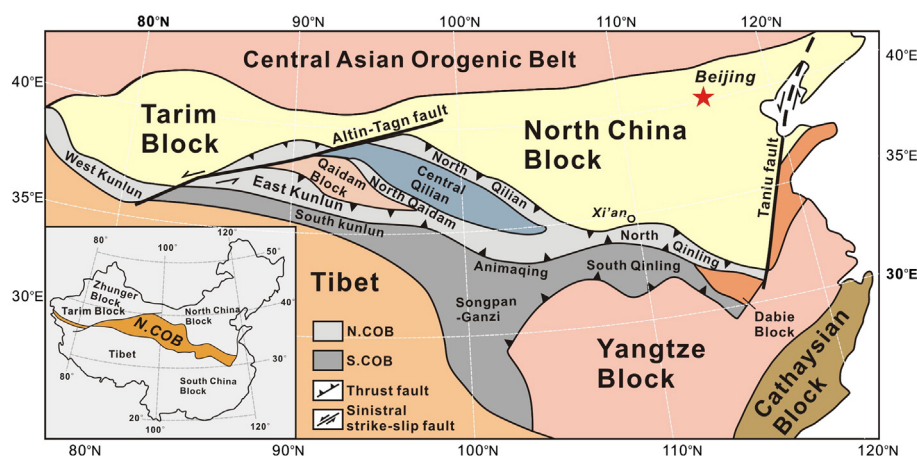 80°N
90°N
100°N
110°N
120°N
40°E
35°E
30°E
40°E
35°E
30°E
80°N
90°N
100°N
110°N
120°N
Central Asian Orogenic Belt
Beijing
Tarim
Block
Altin-Tagn fault
North China
Block
West Kunlun
North
Qilian
Central
Qilian
Qaidam
Block
East Kunlun
North Qaidam
South kunlun
Xi'an
North
Qinling
Tanlu fault
Animaqing
South Qinling
Songpan
-Ganzi
Dabie
Block
Tibet
Yangtze
Block
Cathaysian
Block
N.COB
S.COB
Thrust fault
Sinistral
strike-slip fault
80°
100°
120°
50°
Zhunger
Block
40°
Tarim Block
North China
Block
N.COB
Tibet
30°
80°
South China
Block
20°
100°
120°